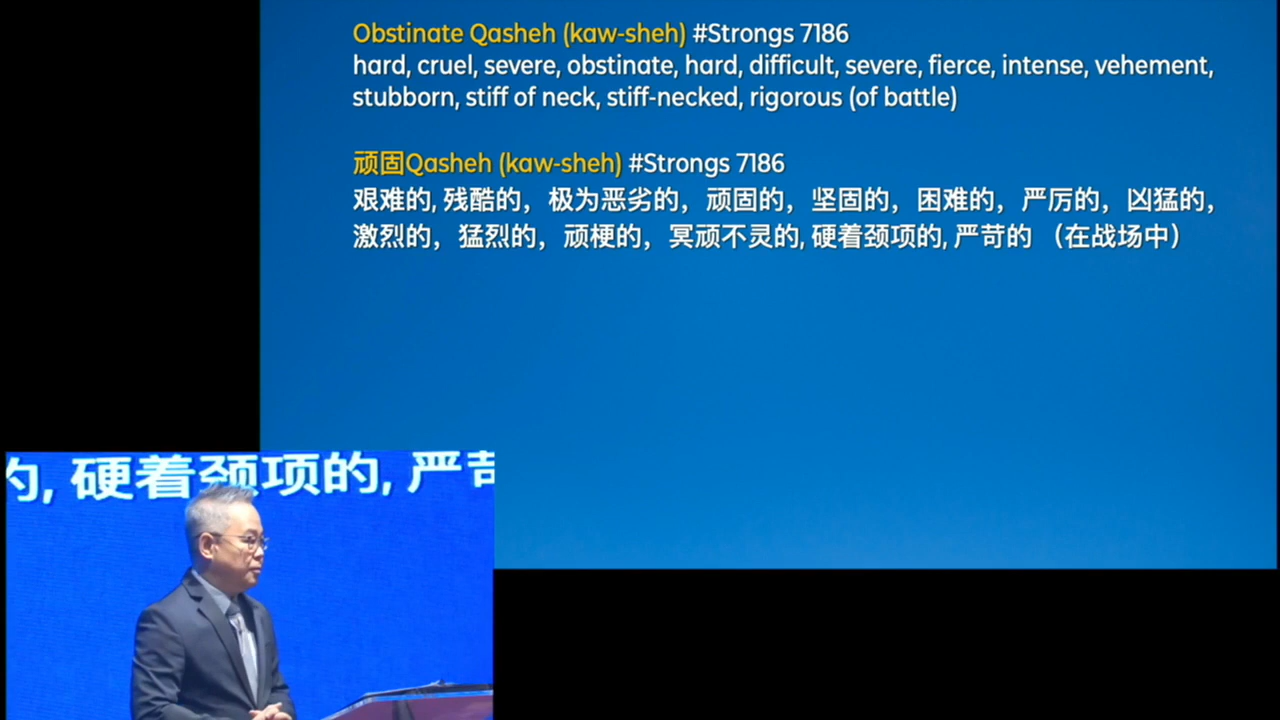 Obstinate Qasheh (kaw-sheh) #Strongs 7186
hard, cruel, severe, obstinate, hard, difficult, severe, fierce, intense, vehement,
stubborn, stiff of neck, stiff-necked, rigorous (of battle)
顽固Qasheh (kaw-sheh) #Strongs 7186
艰难的, 残酷的，极为恶劣的，顽固的，坚固的，困难的，严厉的，凶猛的，
激烈的，猛烈的，顽梗的，冥顽不灵的, 硬着颈项的, 严苛的 （在战场中）
的, 硬着颈项的, 严苛